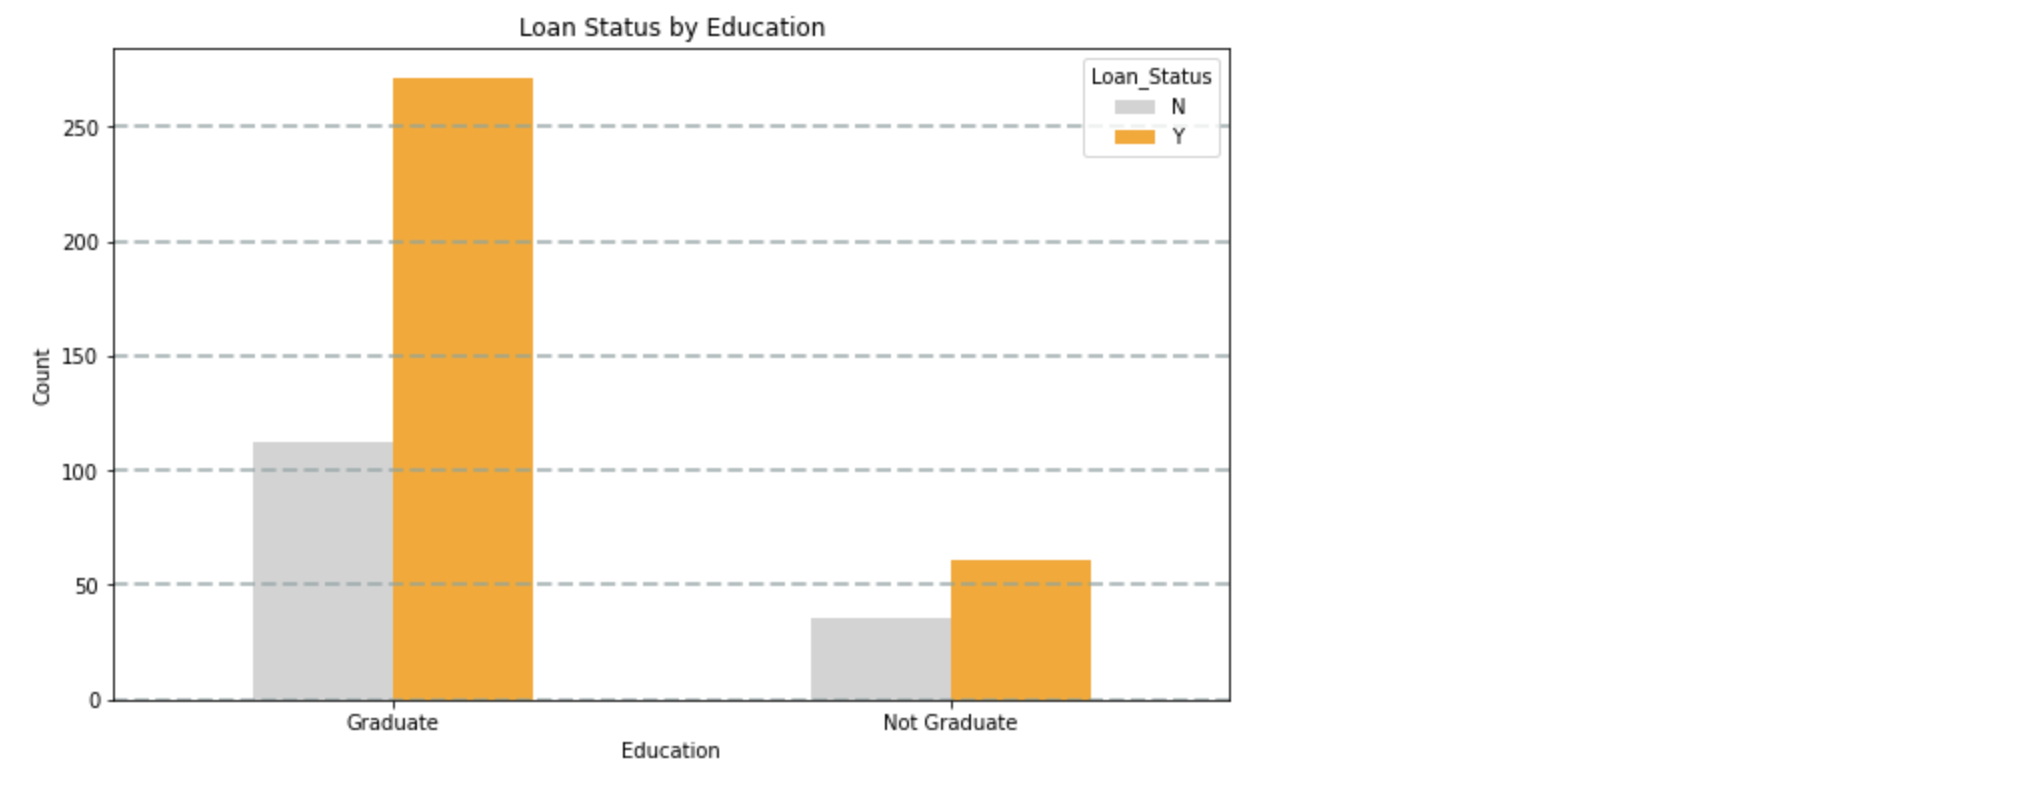 Loan Status by Education
Loan_Status
N
Y
250
200
150
100
50
0
Count
Graduate
Not Graduate
Education